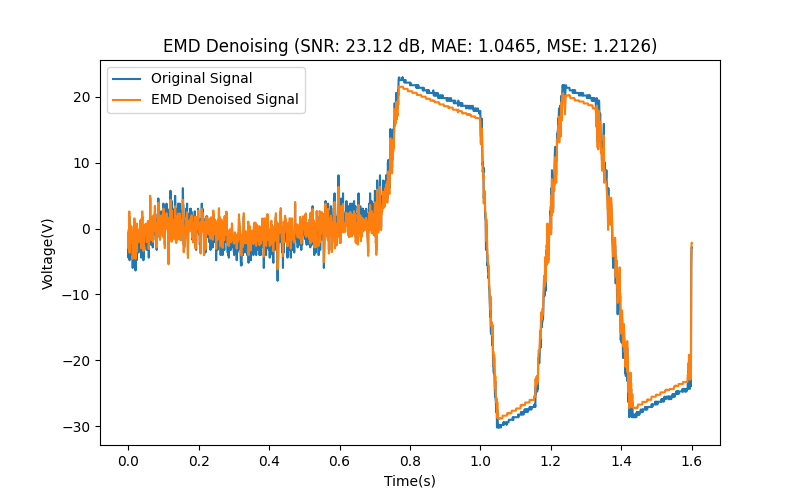 EMD Denoising (SNR: 23.12 dB, MAE: 1.0465, MSE: 1.2126)
Original Signal
EMD Denoised Signal
20
10
0
−10
−20
−30
Voltage(V)
0.0 0.2 0.4 0.6 0.8 1.0 1.2 1.4 1.6
Time(s)